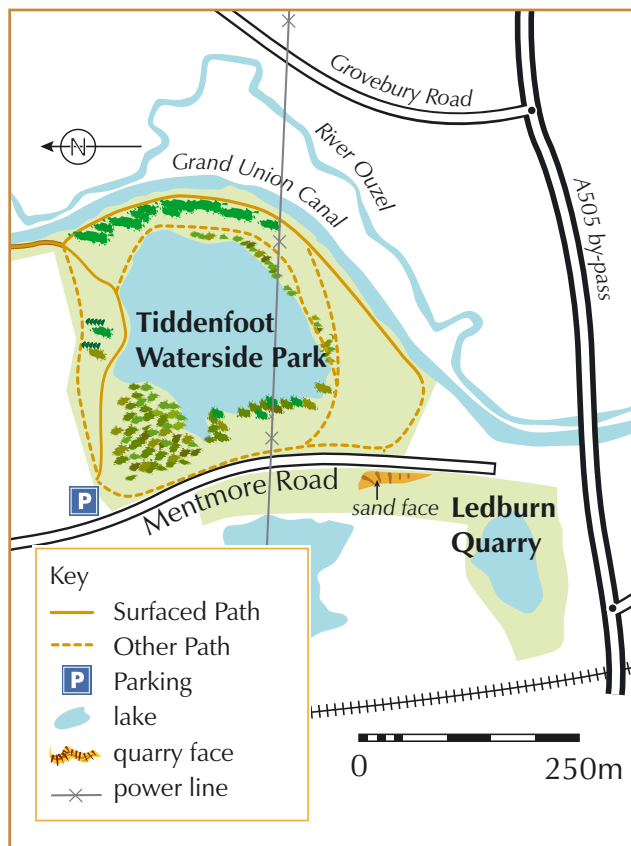 Grovebury Road
N
River Ouzel
Grand Union Canal
A505 by-pass
Tiddenfoot
Waterside Park
P
Mentmore Road
sand face
Ledburn
Quarry
Key
Surfaced Path
Other Path
P
Parking
lake
quarry face
power line
0
250m